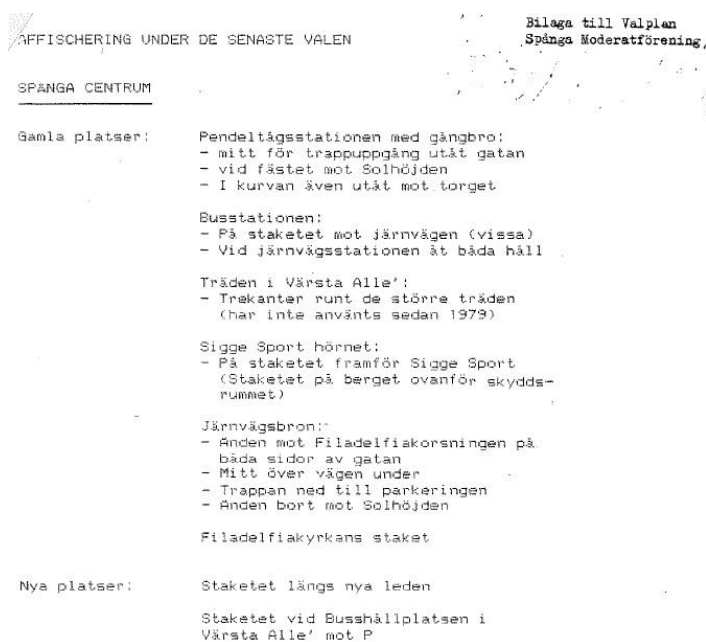 Bilaga till Valplan
AFFISCHERING UNDER DE SENASTE VALEN
Spånga Moderatförening,
SPANGA CENTRUM
Gamla platser:
Pendeltågsstationen med gångbro:
- mitt för trappuppgång utåt gatan
- vid fästet mot Solhöjden
- I kurvan även utåt mot torget
Busstationen:
- På staketet mot järnvägen (vissa)
- Vid järnvägsstationen åt båda håll
Träden i Värsta Alle':
- Trekanter runt de större träden
(har inte använts sedan 1979)
Sigge Sport hörnet:
- På staketet framför Sigge Sport
(Staketet på berget ovanför skydds-
rummet)
Järnvägsbron:
- Anden mot Filadelfiakorsningen på
båda sidor av gatan
- Mitt över vägen under
- Trappan ned till parkeringen
- Anden bort mot Solhöjden
Filadelfiakyrkans staket
Nya platser:
Staketet längs nya leden
Staketet vid Busshållplatsen i
Värsta Alle' mot P